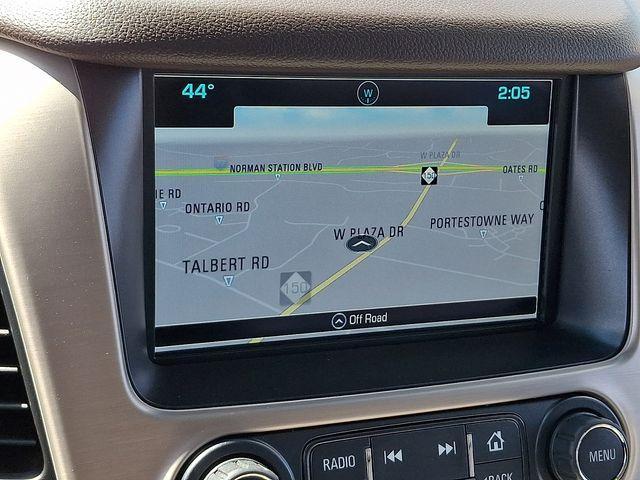 44°
W
2:05
W PLAZA DR
NORMAN STATION BLVD
150
OATES RD
IE RD
ONTARIO RD
PORTESTOWNE WAY
W PLAZA DR
TALBERT RD
150
Off Road
RADIO
MENU
BACK